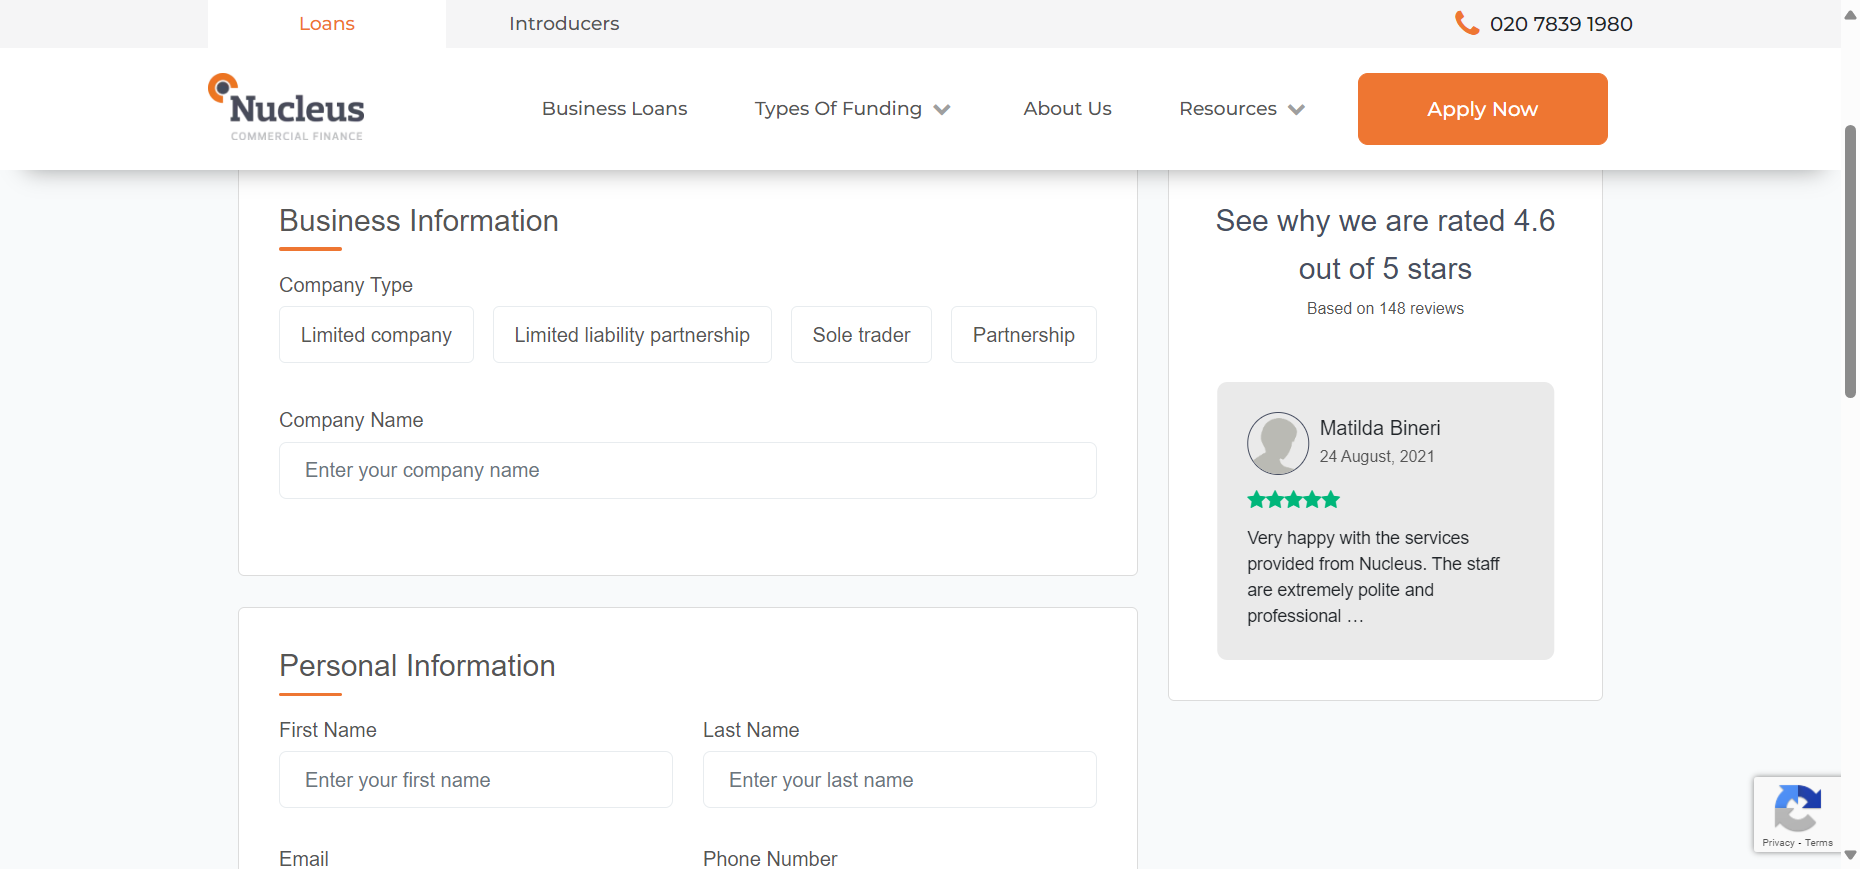 Loans
Introducers
020 7839 1980
Nucleus
COMMERCIAL FINANCE
Business Loans
Types Of Funding
About Us
Resources
Apply Now
Business Information
Company Type
Limited company
Limited liability partnership
Sole trader
Partnership
Company Name
Enter your company name
Personal Information
First Name
Last Name
Enter your first name
Enter your last name
Email
Phone Number
See why we are rated 4.6
out of 5 stars
Based on 148 reviews
Matilda Bineri
24 August, 2021
Very happy with the services
provided from Nucleus. The staff
are extremely polite and
professional …
Privacy - Terms